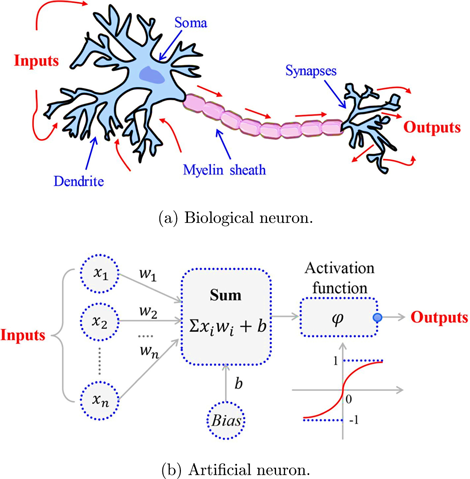 Soma
Inputs
Synapses
Outputs
Myelin sheath
Dendrite
(a) Biological neuron.
x₁
w₁
Activation
function
Sum
Inputs
x₂
w₂
....
Σxᵢwᵢ + b
φ
Outputs
wₙ
1
xₙ
b
0
Bias
-1
(b) Artificial neuron.